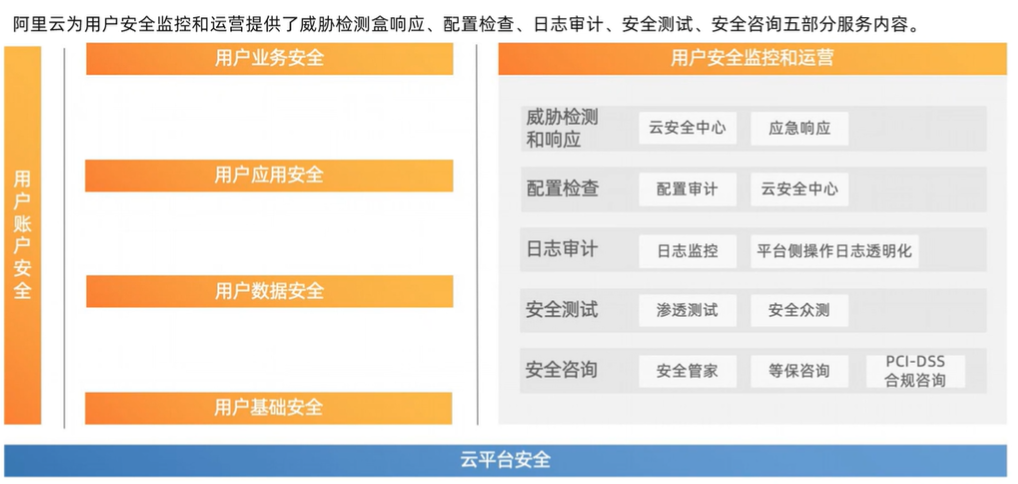 阿里云为用户安全监控和运营提供了威胁检测盒响应、配置检查、日志审计、安全测试、安全咨询五部分服务内容。
用户账户安全
用户业务安全
用户应用安全
用户数据安全
用户基础安全
用户安全监控和运营
威胁检测
和响应
云安全中心
应急响应
配置检查
配置审计
云安全中心
日志审计
日志监控
平台侧操作日志透明化
安全测试
渗透测试
安全众测
安全咨询
安全管家
等保咨询
PCI-DSS
合规咨询
云平台安全